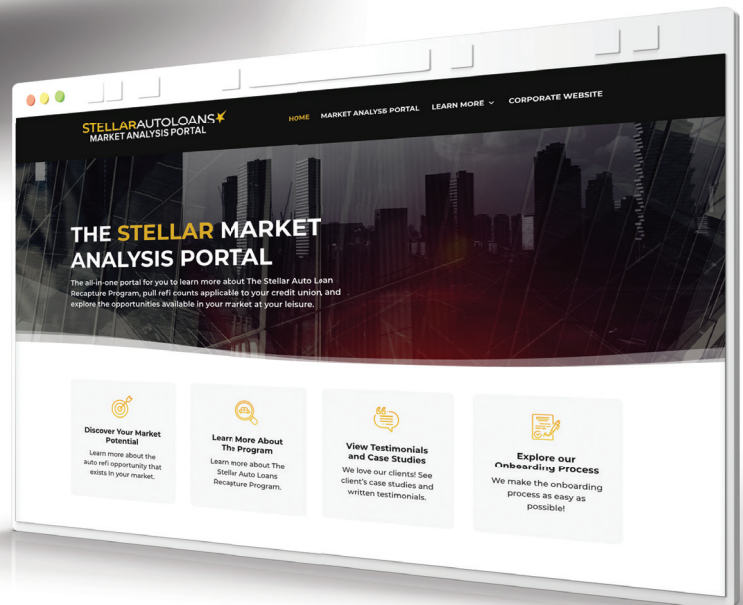 STELLARAUTOLOANS
MARKET ANALYSIS PORTAL
HOME MARKET ANALYSIS PORTAL LEARN MORE CORPORATE WEBSITE
THE STELLAR MARKET
ANALYSIS PORTAL
The all-in-one portal for you to learn more about The Stellar Auto Loan
Recapture Program, pull refi counts applicable to your credit union, and
explore the opportunities available in your market at your leisure.
Discover Your Market
Potential
Learn more about the
auto refi opportunity that
exists in your market.
Learn More About
The Program
Learn more about The
Stellar Auto Loans
Recapture Program.
View Testimonials
and Case Studies
We love our clients! See
client's case studies and
written testimonials.
Explore our
Onboarding Process
We make the onboarding
process as easy as
possible!